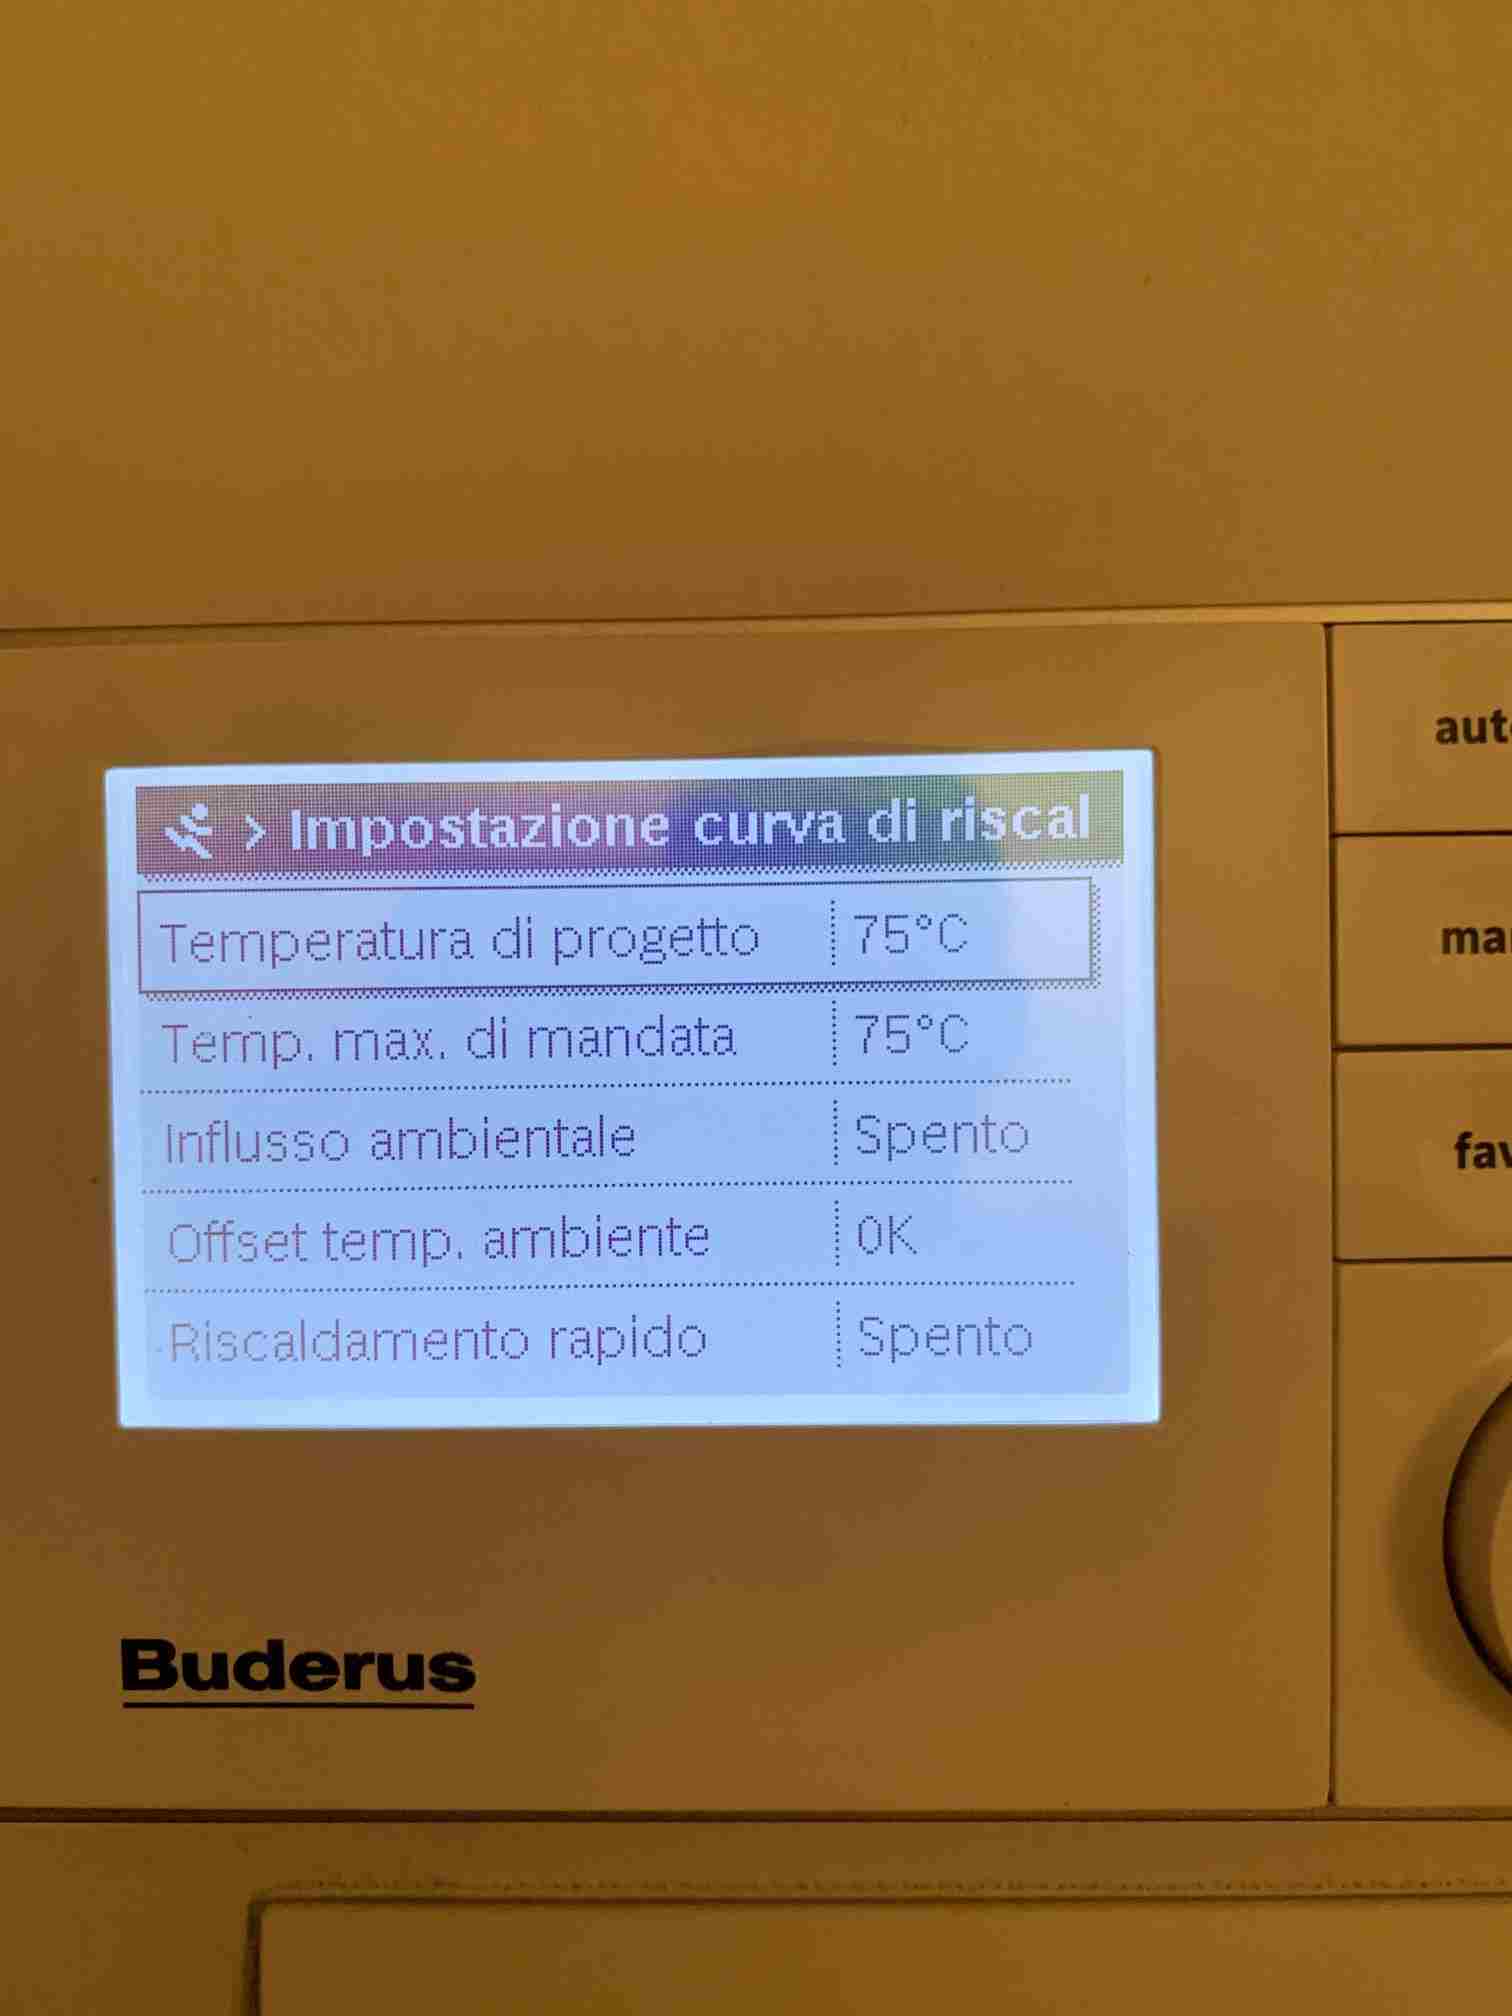 > Impostazione curva di riscal
Temperatura di progetto 75°C
Temp. max. di mandata 75°C
Influsso ambientale Spento
Offset temp. ambiente 0K
Riscaldamento rapido Spento
Buderus